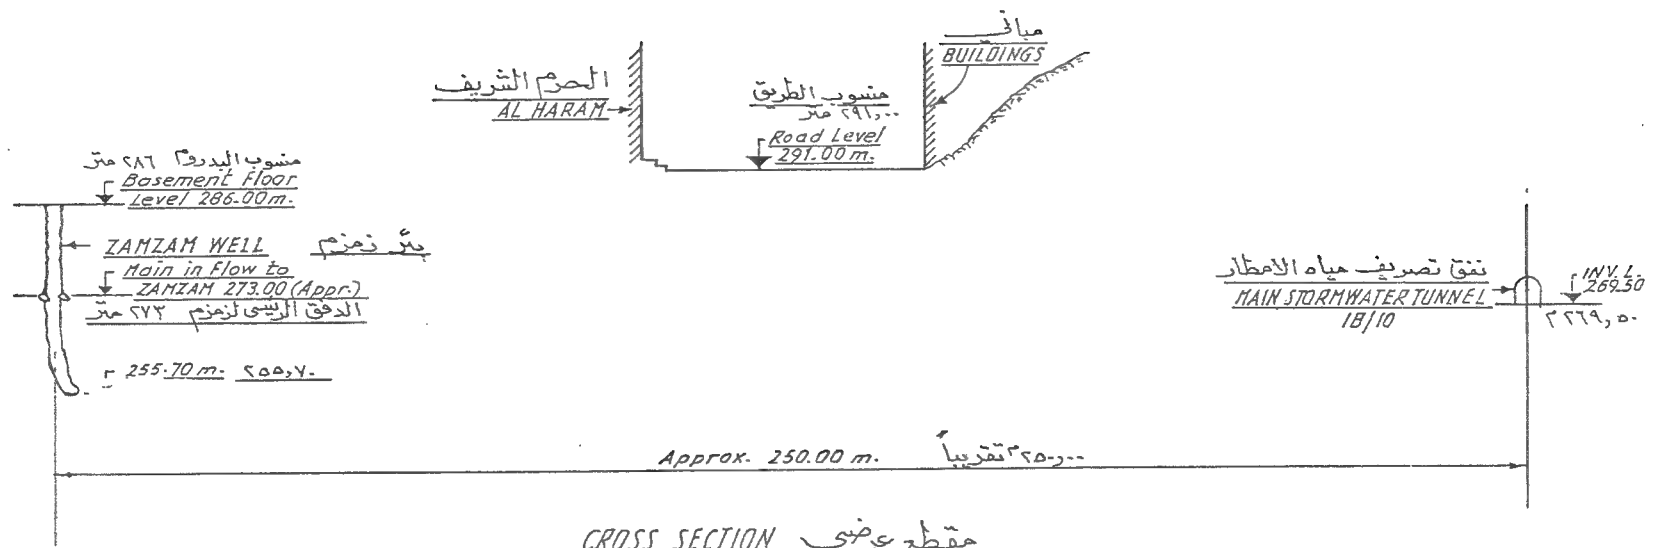 مباني
BUILDINGS
الحرم الشريف
AL HARAM
منسوب الطريق
٢٩١,٠٠ متر
Road Level
291.00 m.
منسوب البدروم ٢٨٦ متر
Basement Floor
Level 286.00 m.
ZAMZAM WELL بئر زمزم
Main in Flow to
ZAMZAM 273.00 (Appr.)
الدفق الرئيسى لزمزم ٢٧٣ متر
255.70 m. ٢٥٥,٧٠
نفق تصريف مياه الامطار
MAIN STORMWATER TUNNEL
1B/10
INV. L.
269.50
٢٦٩,٥٠ م
Approx. 250.00 m. ٢٥٠,٠٠ م تقريباً
CROSS SECTION مقطع عرضي